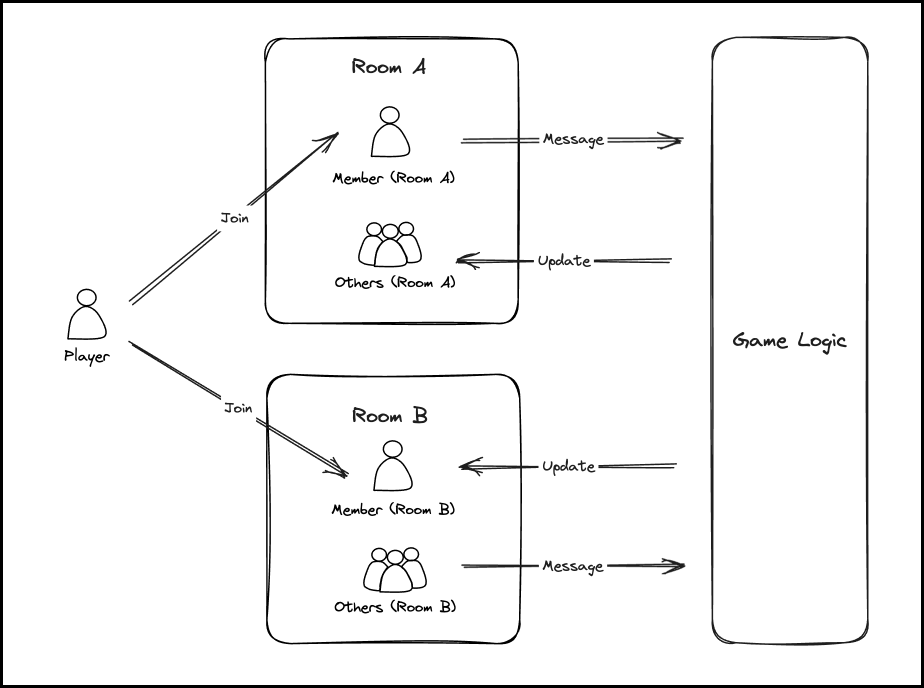 Room A
Member (Room A)
Message
Join
Others (Room A)
Update
Player
Game Logic
Join
Room B
Member (Room B)
Update
Others (Room B)
Message